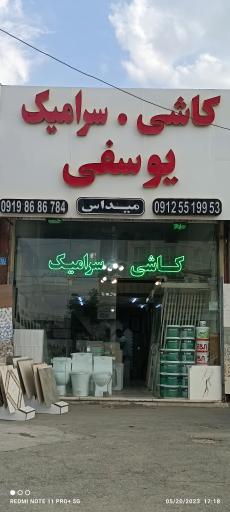 کاشی . سرامیک
یوسفی
0919 86 86 784 میداس 0912 55 199 53
کاشی .. سرامیک
REDMI NOTE 11 PRO+ 5G
05/20/2023 17:18